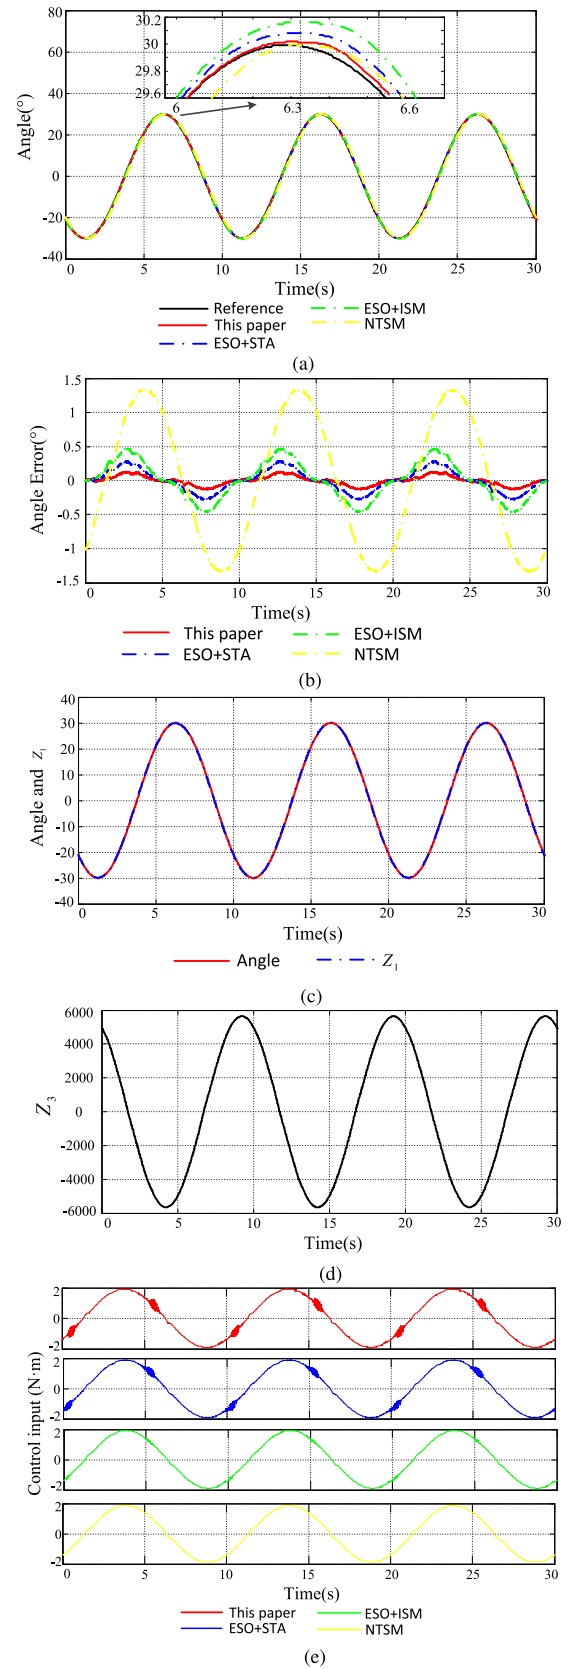 80
60
40
20
0
-20
-40
Angle(°)
30.2
30.0
29.8
29.6
6
6.3
6.6
0
5
10
15
20
25
30
Time(s)
Reference
ESO+ISM
This paper
NTSM
ESO+STA
(a)
1.5
1
0.5
0
-0.5
-1
-1.5
Angle Error(°)
0
5
10
15
20
25
30
Time(s)
This paper
ESO+ISM
ESO+STA
NTSM
(b)
40
30
20
10
0
-10
-20
-30
40
Angle and Z₁
0
5
10
15
20
25
30
Time(s)
Angle
Z₁
(c)
6000
4000
2000
0
-2000
-4000
-6000
Z₃
0
5
10
15
20
25
30
Time(s)
(d)
Control input (N·m)
2
0
-2
2
0
-2
2
0
-2
2
0
-2
0
5
10
15
20
25
30
Time(s)
This paper
ESO+ISM
ESO+STA
NTSM
(e)